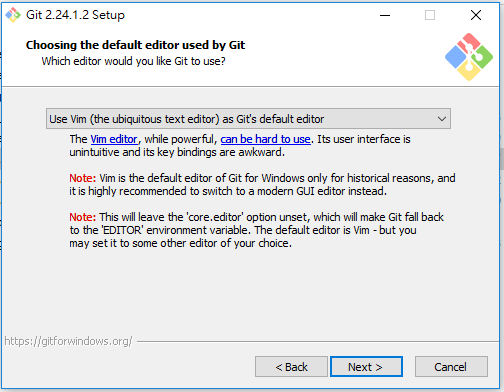 Git 2.24.1.2 Setup
Choosing the default editor used by Git
Which editor would you like Git to use?
Use Vim (the ubiquitous text editor) as Git's default editor
The Vim editor, while powerful, can be hard to use. Its user interface is
unintuitive and its key bindings are awkward.
Note: Vim is the default editor of Git for Windows only for historical reasons, and
it is highly recommended to switch to a modern GUI editor instead.
Note: This will leave the 'core.editor' option unset, which will make Git fall back
to the 'EDITOR' environment variable. The default editor is Vim - but you
may set it to some other editor of your choice.
https://gitforwindows.org/
< Back
Next >
Cancel